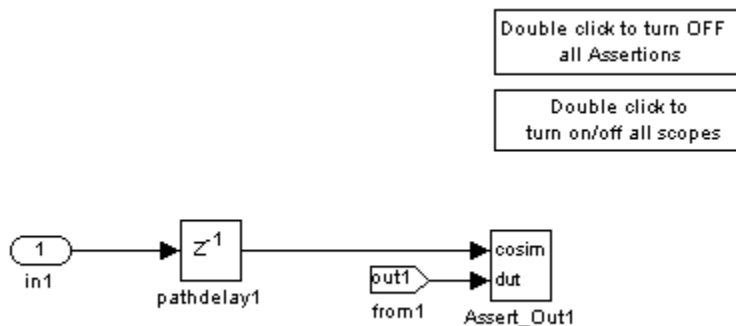 Double click to turn OFF
all Assertions
Double click to
turn on/off all scopes
1
in1
Z-1
pathdelay1
out1
from1
cosim
dut
Assert_Out1